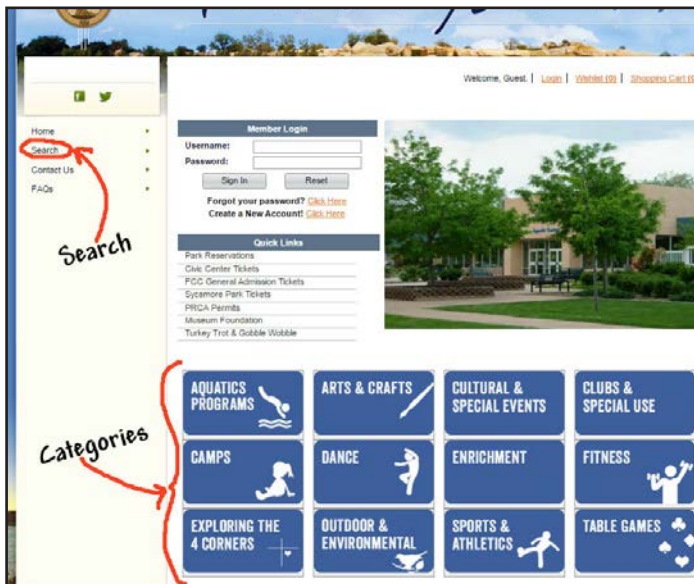 Welcome, Guest. | Login | Wishlist (0) | Shopping Cart
Home
Search
Contact Us
FAQs
Search
Member Login
Username:
Password:
Sign In Reset
Forgot your password? Click Here
Create a New Account! Click Here
Quick Links
Park Reservations
Civic Center Tickets
FCC General Admission Tickets
Sycamore Park Tickets
PRCA Permits
Museum Foundation
Turkey Trot & Gobble Wobble
Categories
AQUATICS
PROGRAMS
ARTS & CRAFTS
CULTURAL &
SPECIAL EVENTS
CLUBS &
SPECIAL USE
CAMPS
DANCE
ENRICHMENT
FITNESS
EXPLORING THE
4 CORNERS
OUTDOOR &
ENVIRONMENTAL
SPORTS &
ATHLETICS
TABLE GAMES